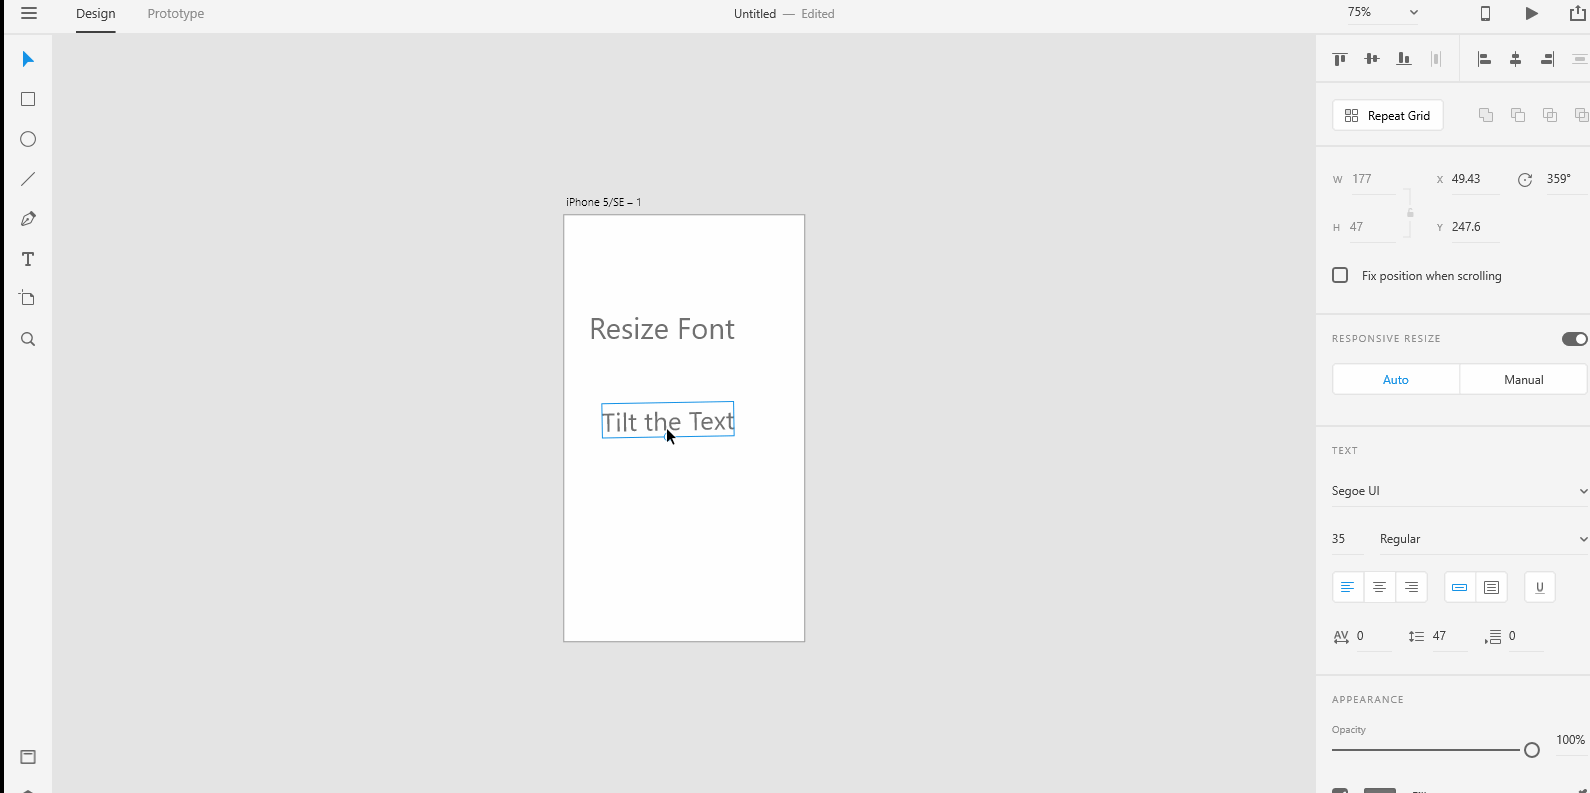 Design Prototype Untitled — Edited 75%
Repeat Grid
iPhone 5/SE – 1
W 177 X 49.43 359°
H 47 Y 247.6
Fix position when scrolling
Resize Font
RESPONSIVE RESIZE
Auto Manual
Tilt the Text
TEXT
Segoe UI
35 Regular
U
AV 0 47 0
APPEARANCE
Opacity
100%